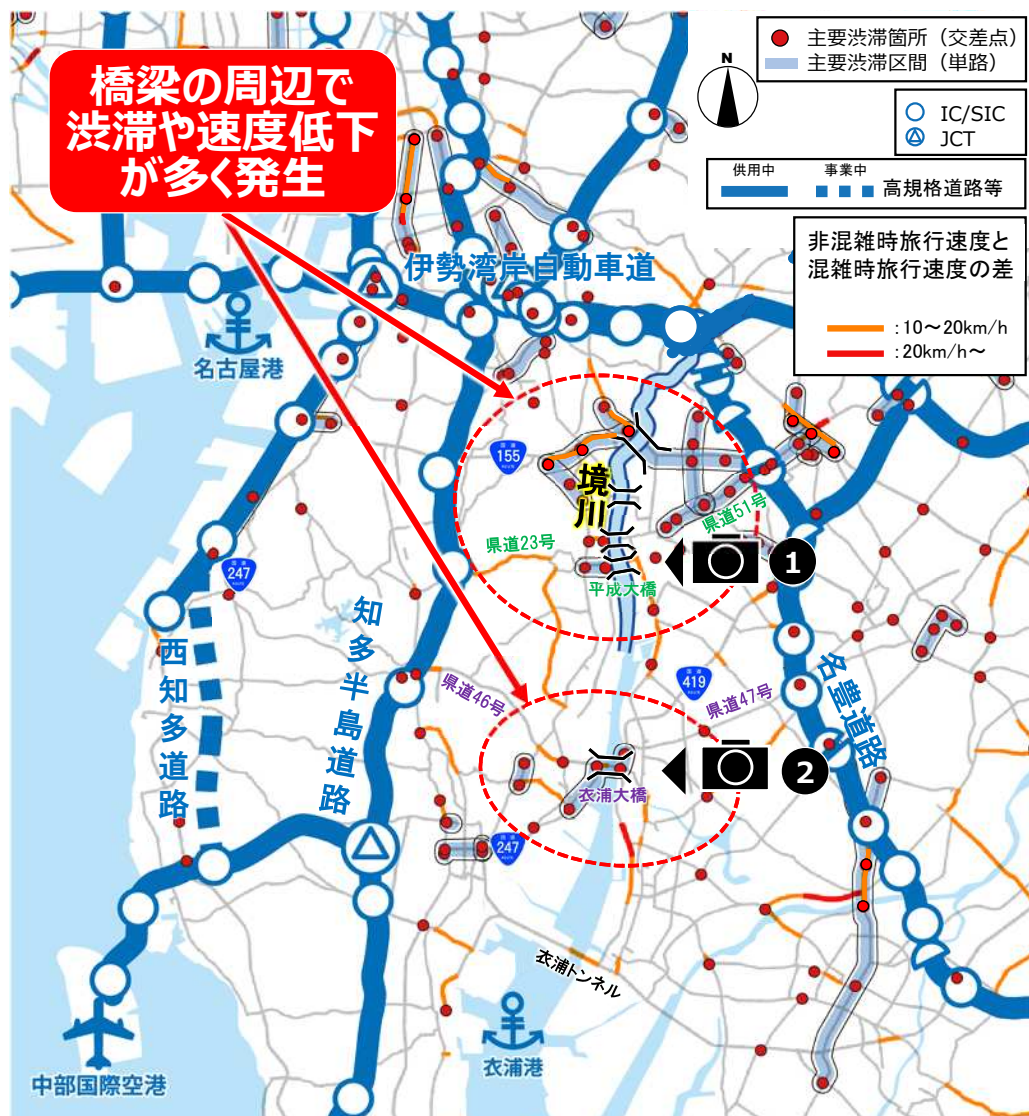 橋梁の周辺で
渋滞や速度低下
が多く発生
N
主要渋滞箇所（交差点）
主要渋滞区間（単路）
IC/SIC
JCT
供用中
事業中
高規格道路等
非混雑時旅行速度と
混雑時旅行速度の差
:10～20km/h
:20km/h～
伊勢湾岸自動車道
名古屋港
155
境川
県道51号
県道23号
1
平成大橋
247
知多半島道路
西知多道路
419
名豊道路
県道46号
県道47号
2
衣浦大橋
247
衣浦トンネル
衣浦港
中部国際空港